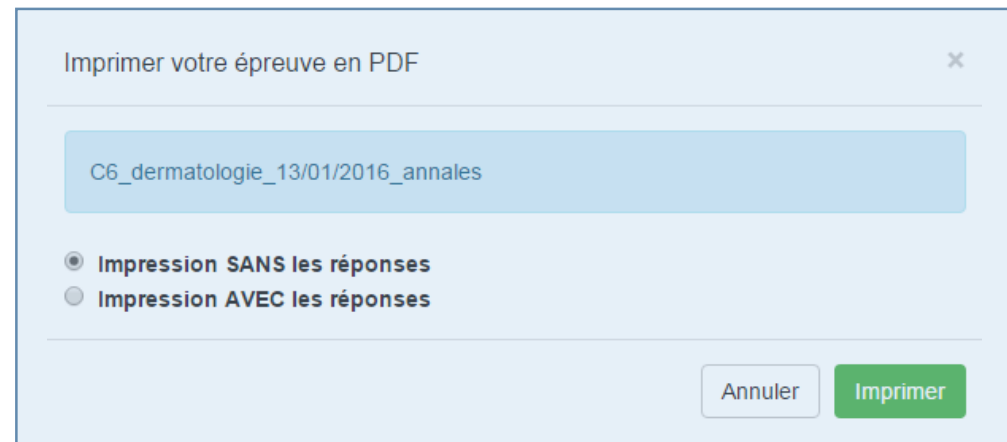 Imprimer votre épreuve en PDF ×
C6_dermatologie_13/01/2016_annales
Impression SANS les réponses
Impression AVEC les réponses
Annuler Imprimer